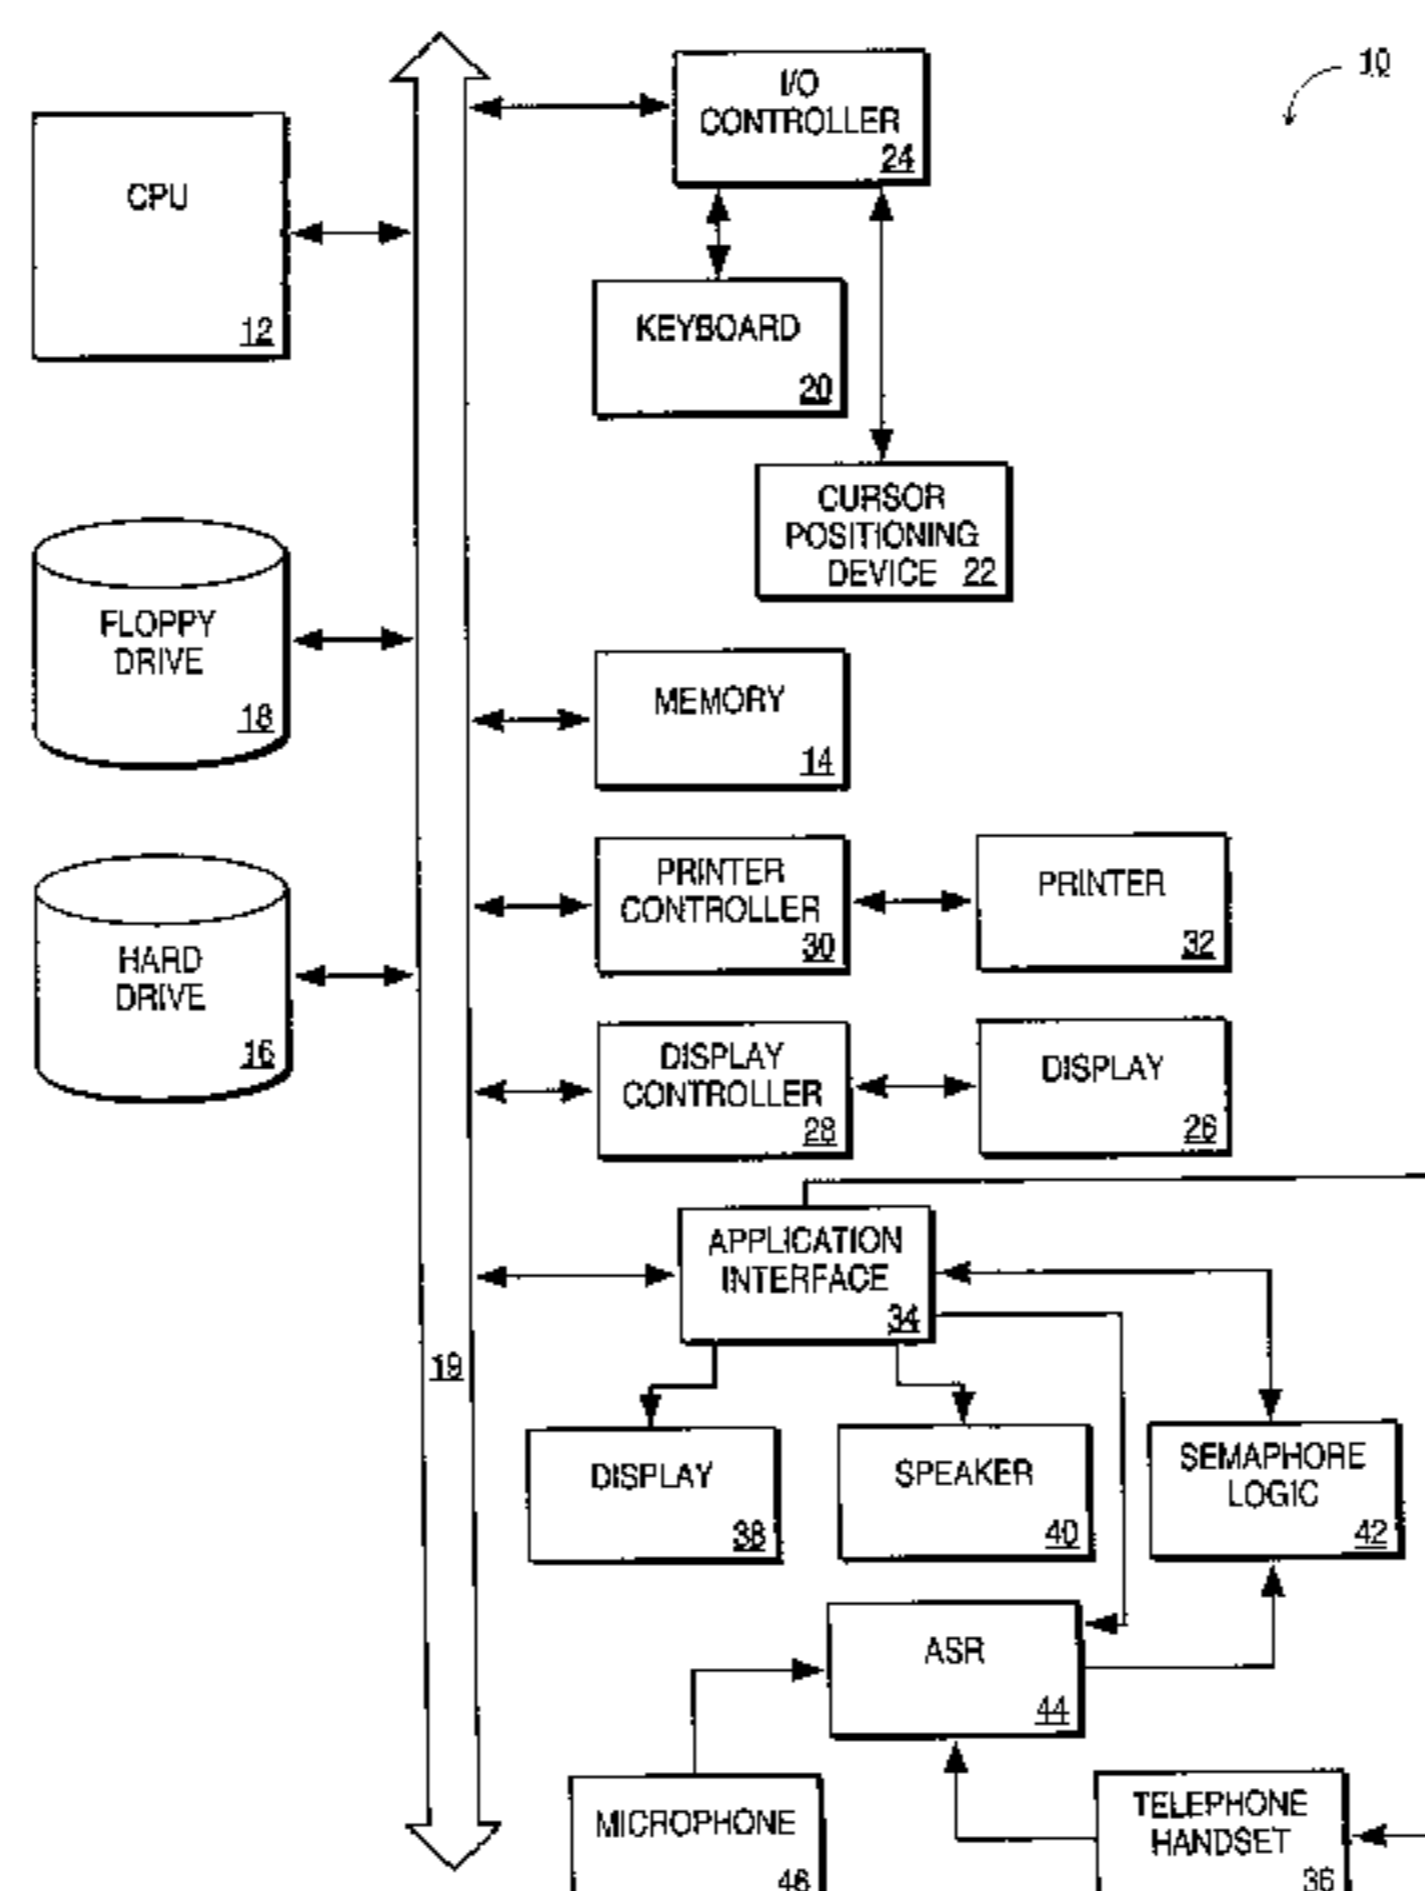 10
I/O
CONTROLLER
24
CPU
12
KEYBOARD
20
CURSOR
POSITIONING
DEVICE 22
FLOPPY
DRIVE
18
MEMORY
14
PRINTER
CONTROLLER
30
PRINTER
32
HARD
DRIVE
16
DISPLAY
CONTROLLER
28
DISPLAY
26
APPLICATION
INTERFACE
34
19
DISPLAY
38
SPEAKER
40
SEMAPHORE
LOGIC
42
ASR
44
MICROPHONE
46
TELEPHONE
HANDSET
36